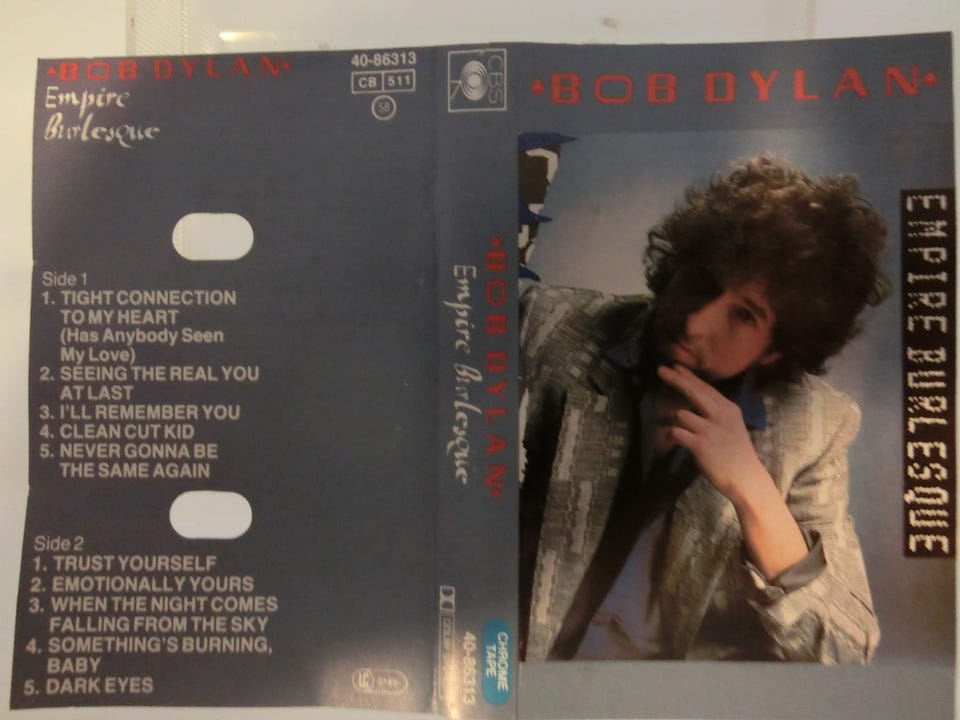 BOB DYLAN
Empire
Burlesque
40-86313
CB 511
58
Side 1
1. TIGHT CONNECTION
TO MY HEART
(Has Anybody Seen
My Love)
2. SEEING THE REAL YOU
AT LAST
3. I'LL REMEMBER YOU
4. CLEAN CUT KID
5. NEVER GONNA BE
THE SAME AGAIN
Side 2
1. TRUST YOURSELF
2. EMOTIONALLY YOURS
3. WHEN THE NIGHT COMES
FALLING FROM THE SKY
4. SOMETHING'S BURNING,
BABY
5. DARK EYES
LC 0149
CBS
BOB DYLAN
Empire Burlesque
40-86313
CHROME
TAPE
BOB DYLAN
EMPIRE BURLESQUE